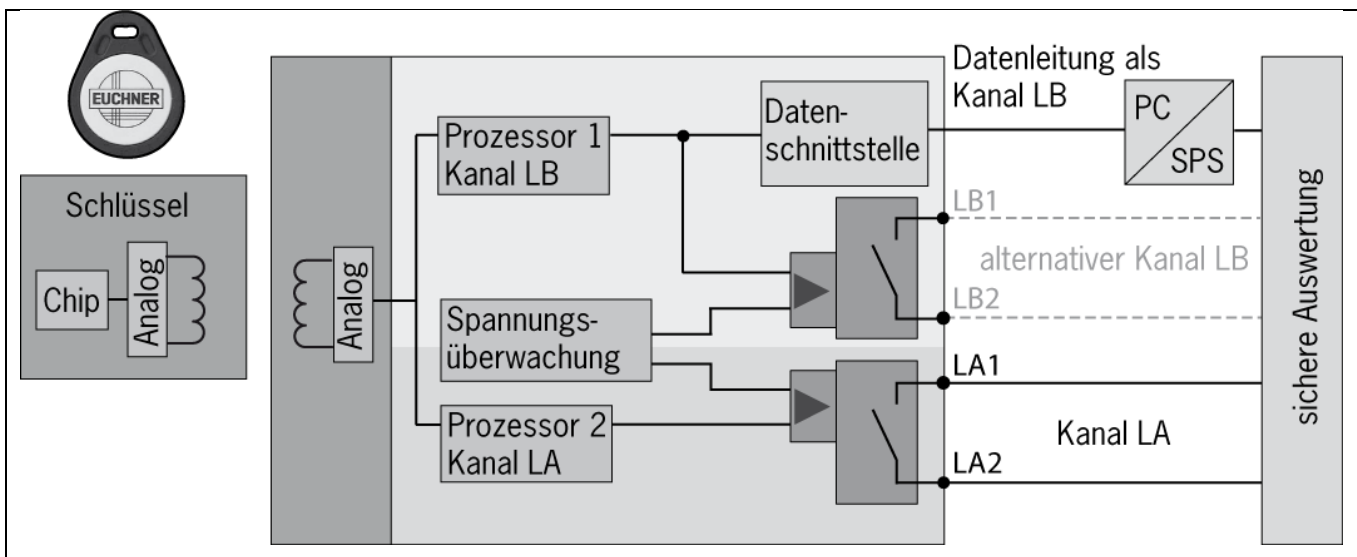 EUCHNER
Schlüssel
Chip
Analog
Analog
Prozessor 1
Kanal LB
Spannungs-
überwachung
Prozessor 2
Kanal LA
Daten-
schnittstelle
Datenleitung als
Kanal LB
PC
SPS
LB1
alternativer Kanal LB
LB2
LA1
Kanal LA
LA2
sichere Auswertung